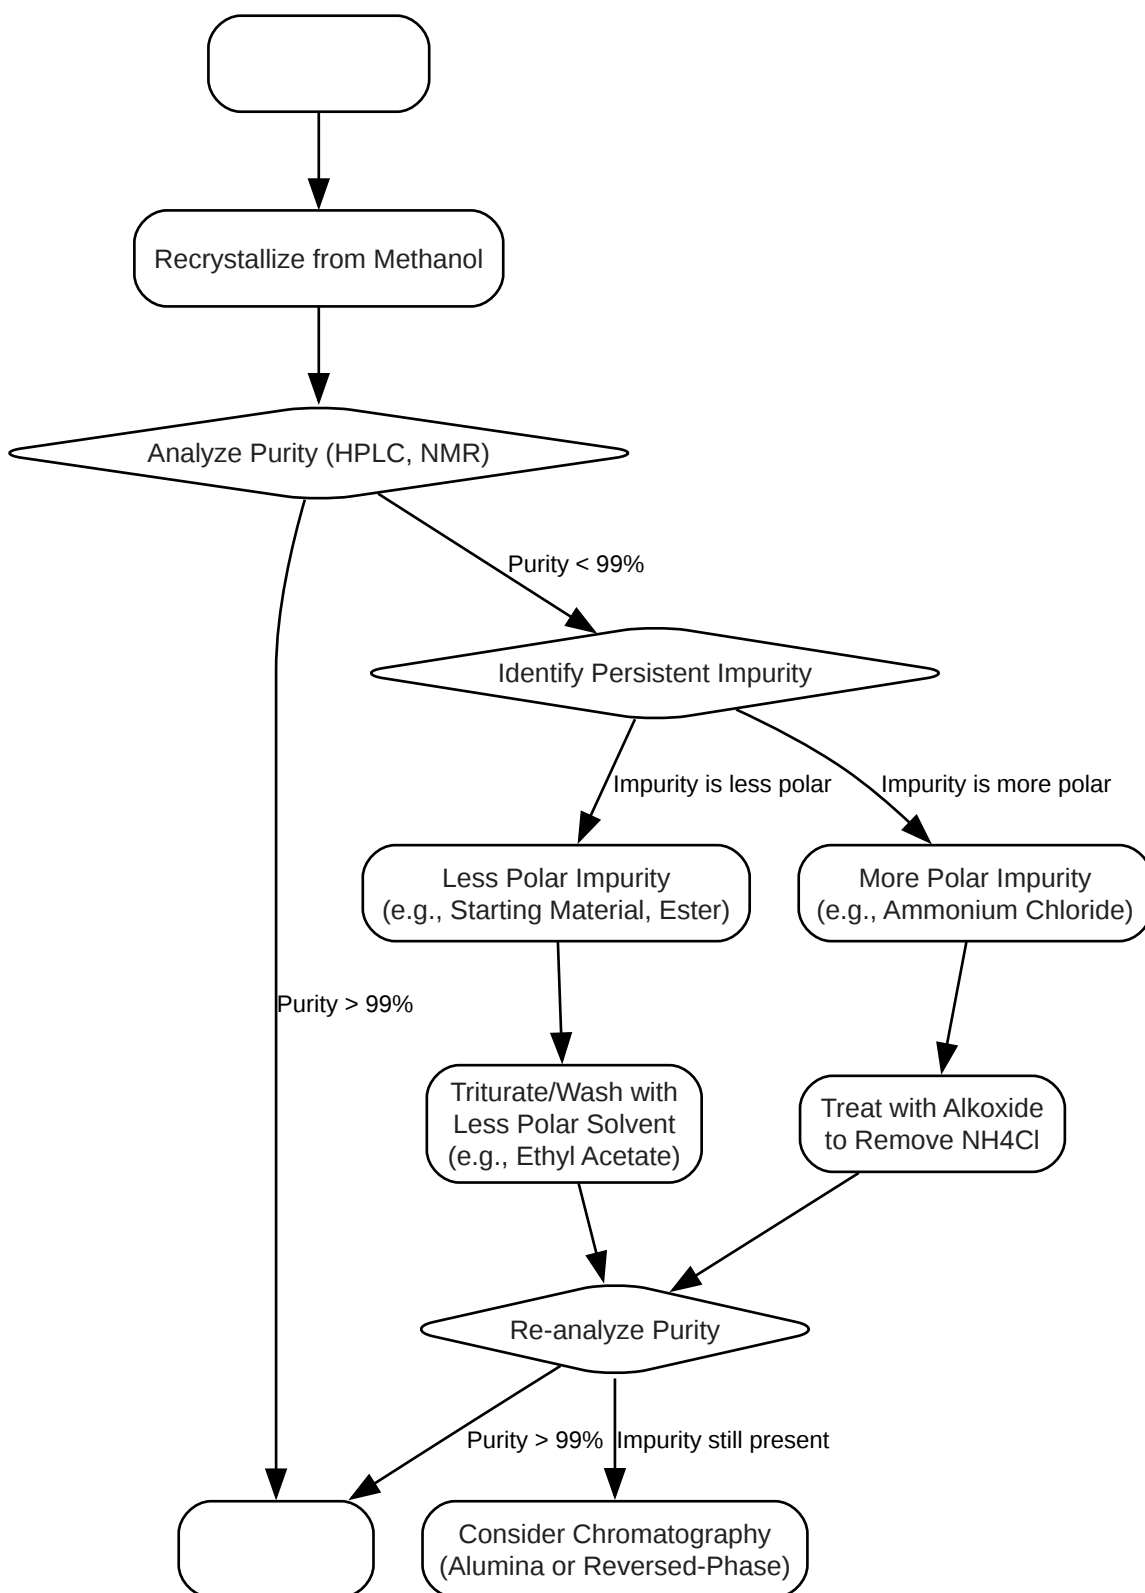 Recrystallize from Methanol
Analyze Purity (HPLC, NMR)
Purity < 99%
Identify Persistent Impurity
Impurity is less polar
Impurity is more polar
Less Polar Impurity
(e.g., Starting Material, Ester)
More Polar Impurity
(e.g., Ammonium Chloride)
Purity > 99%
Triturate/Wash with
Less Polar Solvent
(e.g., Ethyl Acetate)
Treat with Alkoxide
to Remove NH4Cl
Re-analyze Purity
Purity > 99%
Impurity still present
Consider Chromatography
(Alumina or Reversed-Phase)